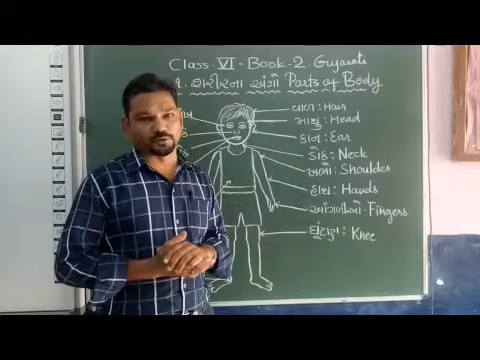 Class-VI-Book-2. Gujarati
૧. શરીરના અંગો Parts of Body
વાળ : Hair
માથુ : Head
કાન : Ear
ડોક : Neck
ખભો : Shoulder
હાથ : Hands
આંગળીઓ - Fingers
ઘૂંટણ : Knee